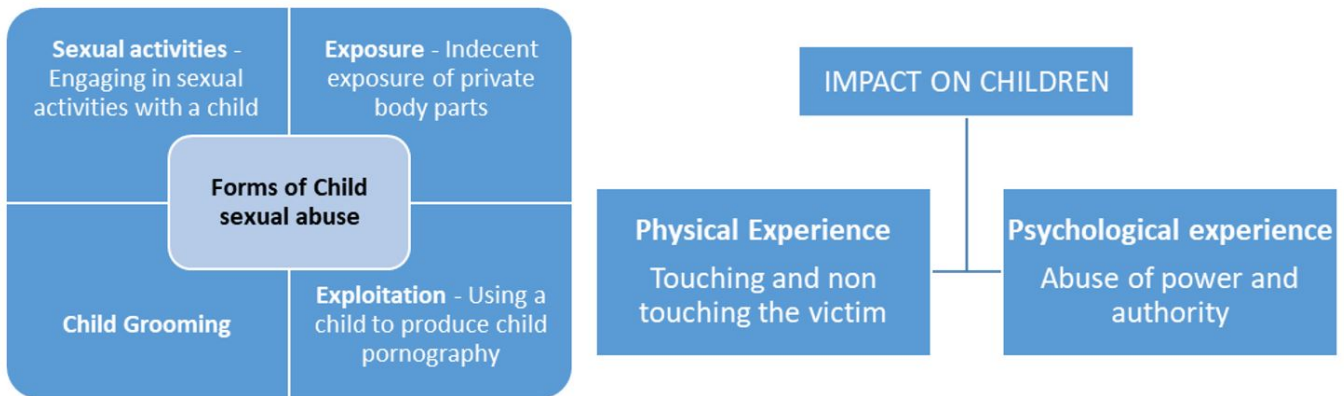 Sexual activities -
Engaging in sexual
activities with a child
Exposure - Indecent
exposure of private
body parts
Forms of Child
sexual abuse
Child Grooming
Exploitation - Using a
child to produce child
pornography
IMPACT ON CHILDREN
Physical Experience
Touching and non
touching the victim
Psychological experience
Abuse of power and
authority